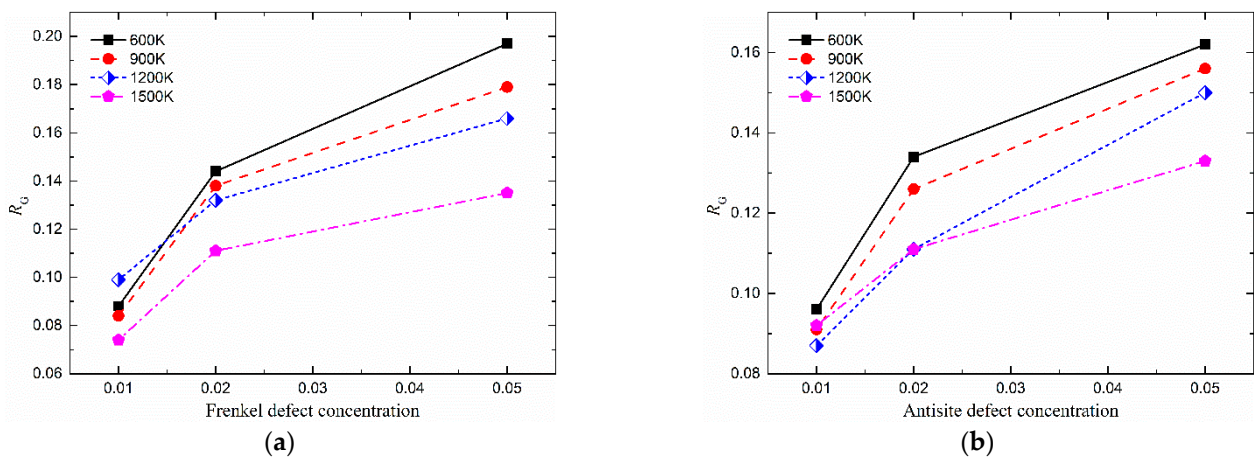 0.20
0.18
0.16
0.14
0.12
0.10
0.08
0.06
R_G
600K
900K
1200K
1500K
0.01 0.02 0.03 0.04 0.05
Frenkel defect concentration
(a)
0.16
0.14
0.12
0.10
0.08
R_G
600K
900K
1200K
1500K
0.01 0.02 0.03 0.04 0.05
Antisite defect concentration
(b)